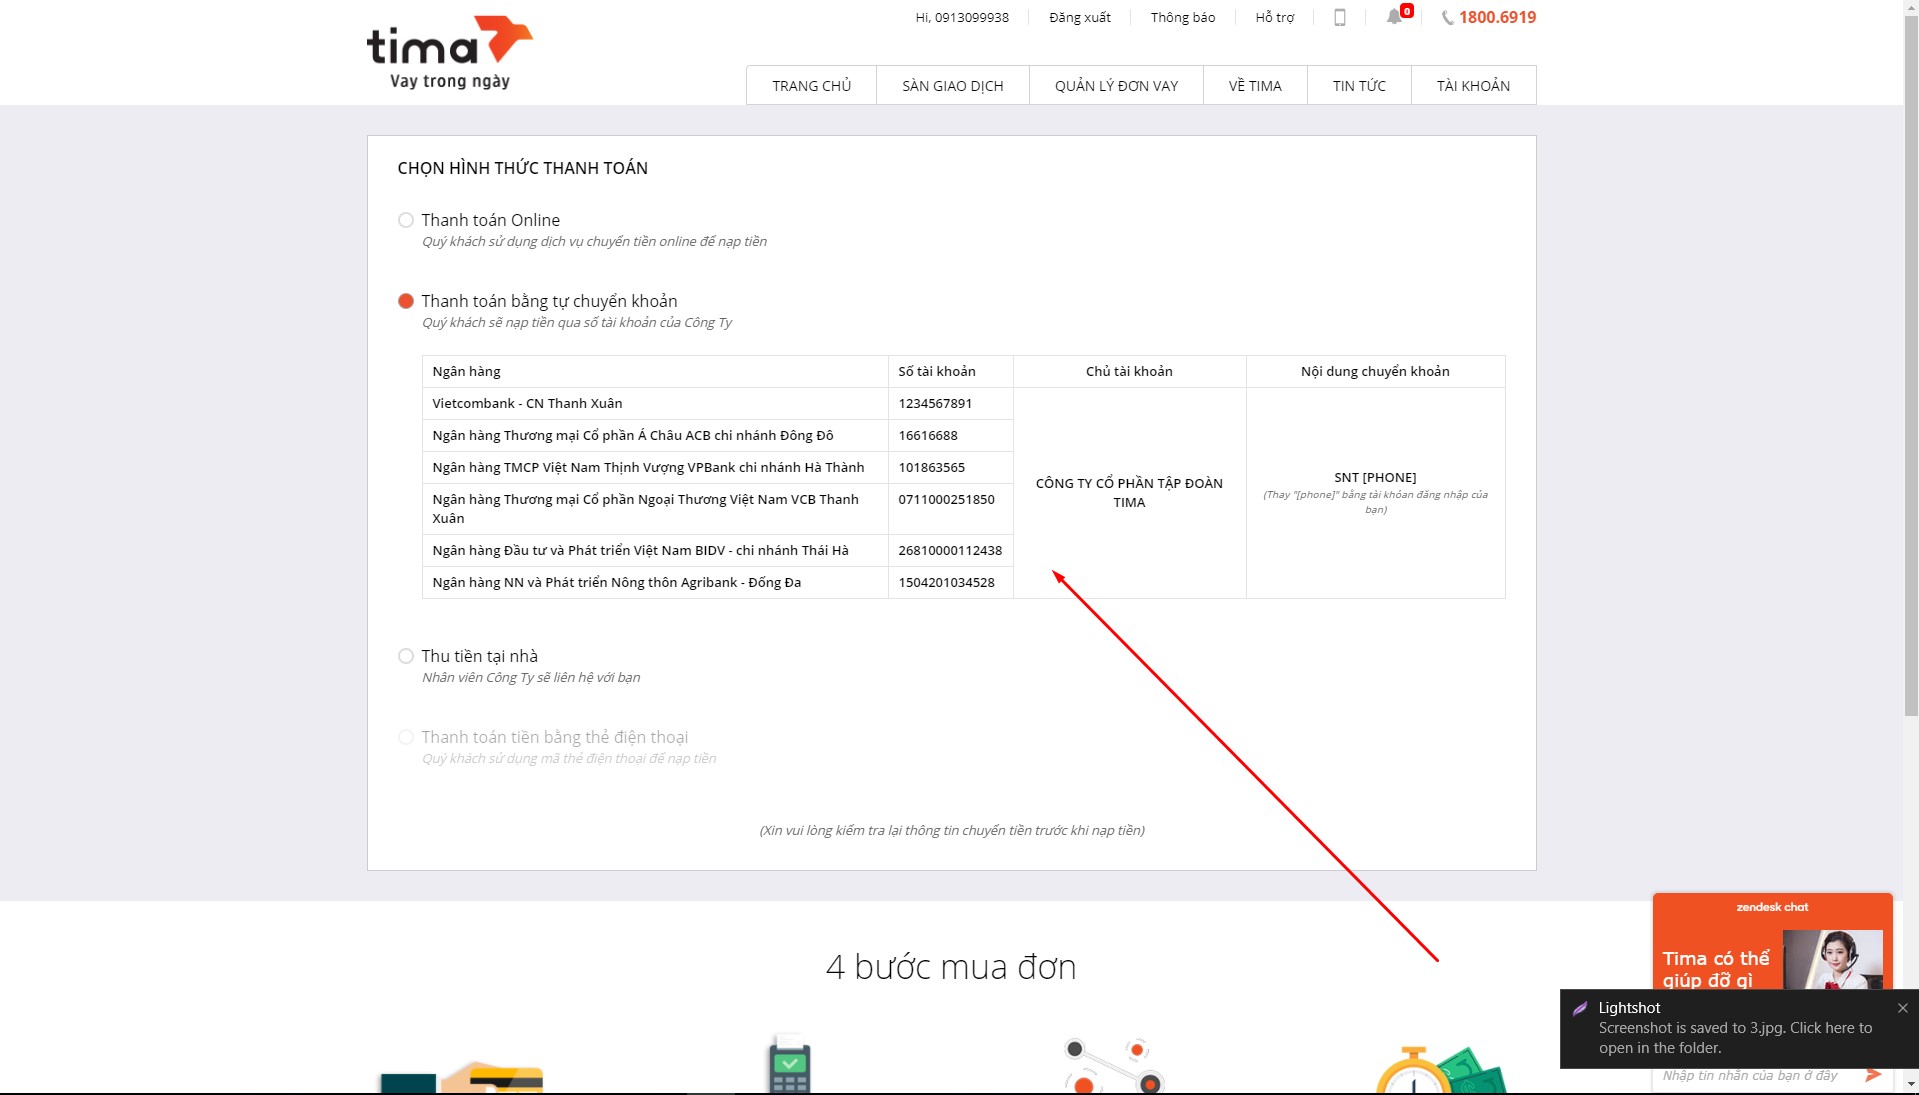 tima
Vay trong ngày
Hi, 0913099938
Đăng xuất
Thông báo
Hỗ trợ
0
1800.6919
TRANG CHỦ
SÀN GIAO DỊCH
QUẢN LÝ ĐƠN VAY
VỀ TIMA
TIN TỨC
TÀI KHOẢN
CHỌN HÌNH THỨC THANH TOÁN
Thanh toán Online
Quý khách sử dụng dịch vụ chuyển tiền online để nạp tiền
Thanh toán bằng tự chuyển khoản
Quý khách sẽ nạp tiền qua số tài khoản của Công Ty
Ngân hàng
Số tài khoản
Chủ tài khoản
Nội dung chuyển khoản
Vietcombank - CN Thanh Xuân
1234567891
Ngân hàng Thương mại Cổ phần Á Châu ACB chi nhánh Đông Đô
16616688
Ngân hàng TMCP Việt Nam Thịnh Vượng VPBank chi nhánh Hà Thành
101863565
Ngân hàng Thương mại Cổ phần Ngoại Thương Việt Nam VCB Thanh
Xuân
0711000251850
Ngân hàng Đầu tư và Phát triển Việt Nam BIDV - chi nhánh Thái Hà
26810000112438
Ngân hàng NN và Phát triển Nông thôn Agribank - Đống Đa
1504201034528
CÔNG TY CỔ PHẦN TẬP ĐOÀN
TIMA
SNT [PHONE]
(Thay "[phone]" bằng tài khỏan đăng nhập của
bạn)
Thu tiền tại nhà
Nhân viên Công Ty sẽ liên hệ với bạn
Thanh toán tiền bằng thẻ điện thoại
Quý khách sử dụng mã thẻ điện thoại để nạp tiền
(Xin vui lòng kiểm tra lại thông tin chuyển tiền trước khi nạp tiền)
4 bước mua đơn
zendesk chat
Tima có thể
giúp đỡ gì
Lightshot
Screenshot is saved to 3.jpg. Click here to
open in the folder.
Nhập tin nhắn của bạn ở đây